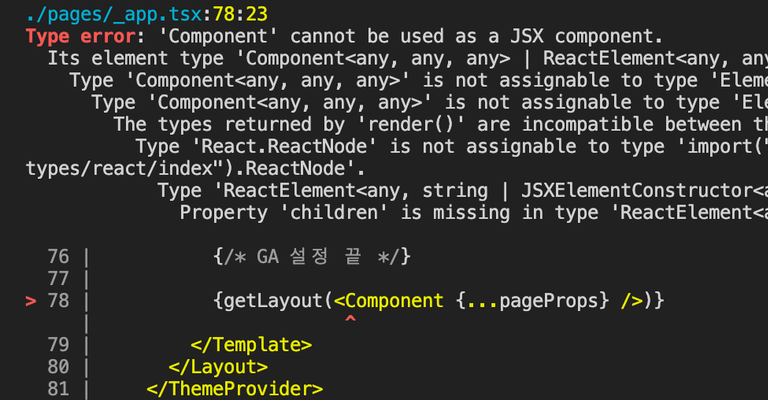 ./pages/_app.tsx:78:23
Type error: 'Component' cannot be used as a JSX component.
Its element type 'Component<any, any, any> | ReactElement<any, any
Type 'Component<any, any, any>' is not assignable to type 'Eleme
Type 'Component<any, any, any>' is not assignable to type 'Ele
The types returned by 'render()' are incompatible between th
Type 'React.ReactNode' is not assignable to type 'import("
types/react/index").ReactNode'.
Type 'ReactElement<any, string | JSXElementConstructor<a
Property 'children' is missing in type 'ReactElement<a
76 | {/* GA 설정 끝 */}
77 |
> 78 | {getLayout(<Component {...pageProps} />)}
| ^
79 | </Template>
80 | </Layout>
81 | </ThemeProvider>